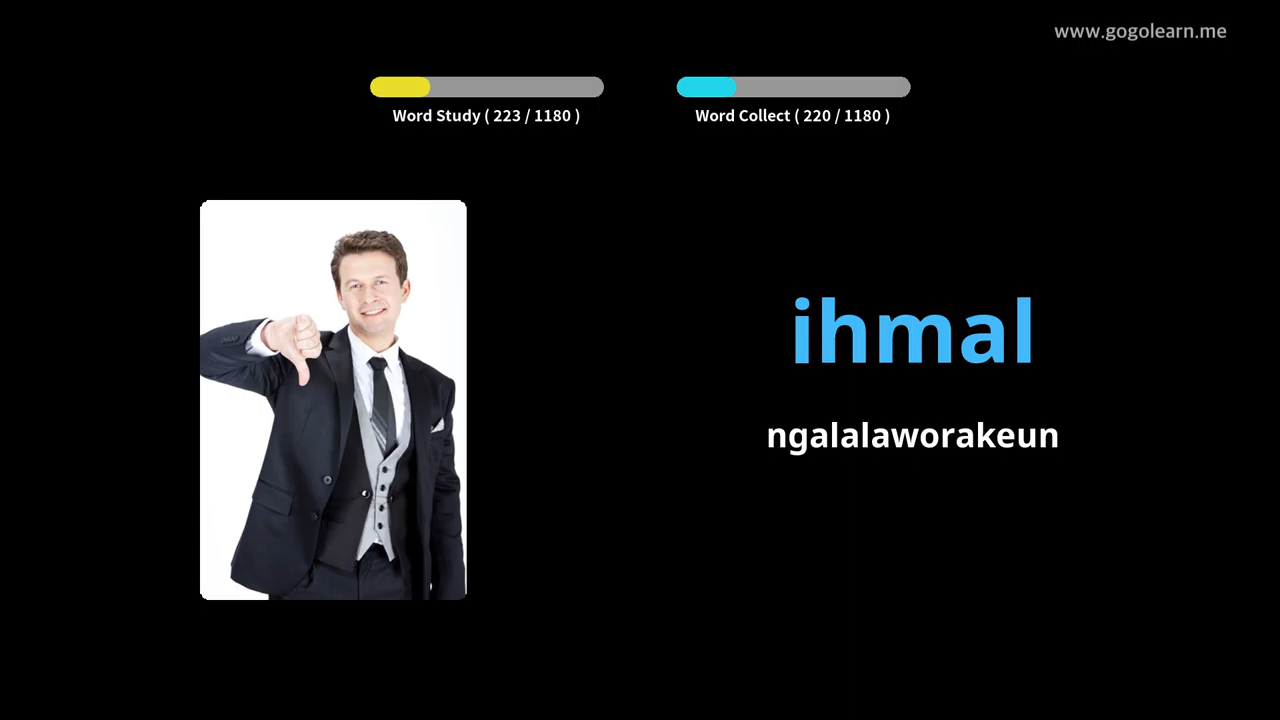 www.gogolearn.me
Word Study ( 223 / 1180 )
Word Collect ( 220 / 1180 )
ihmal
ngalalaworakeun